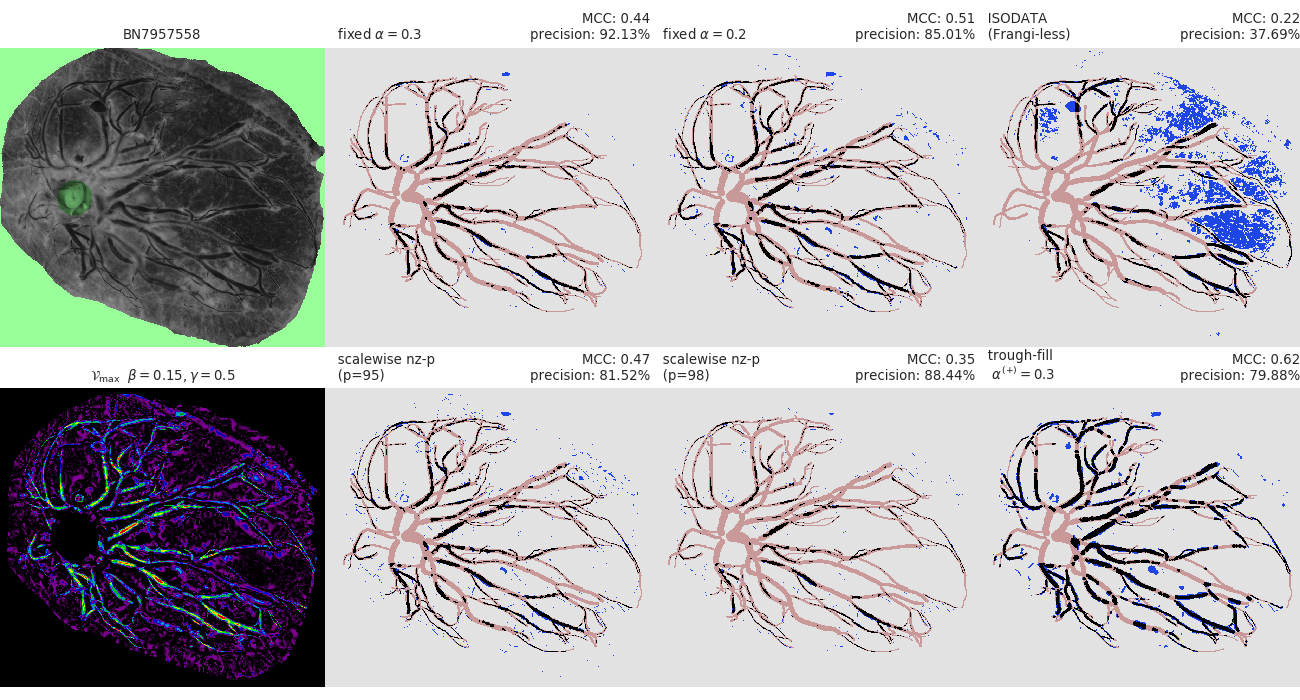 BN7957558
fixed α = 0.3
MCC: 0.44
precision: 92.13%
fixed α = 0.2
MCC: 0.51
precision: 85.01%
ISODATA
(Frangi-less)
MCC: 0.22
precision: 37.69%
𝒱max β = 0.15, γ = 0.5
scalewise nz-p
(p=95)
MCC: 0.47
precision: 81.52%
scalewise nz-p
(p=98)
MCC: 0.35
precision: 88.44%
trough-fill
α(+) = 0.3
MCC: 0.62
precision: 79.88%